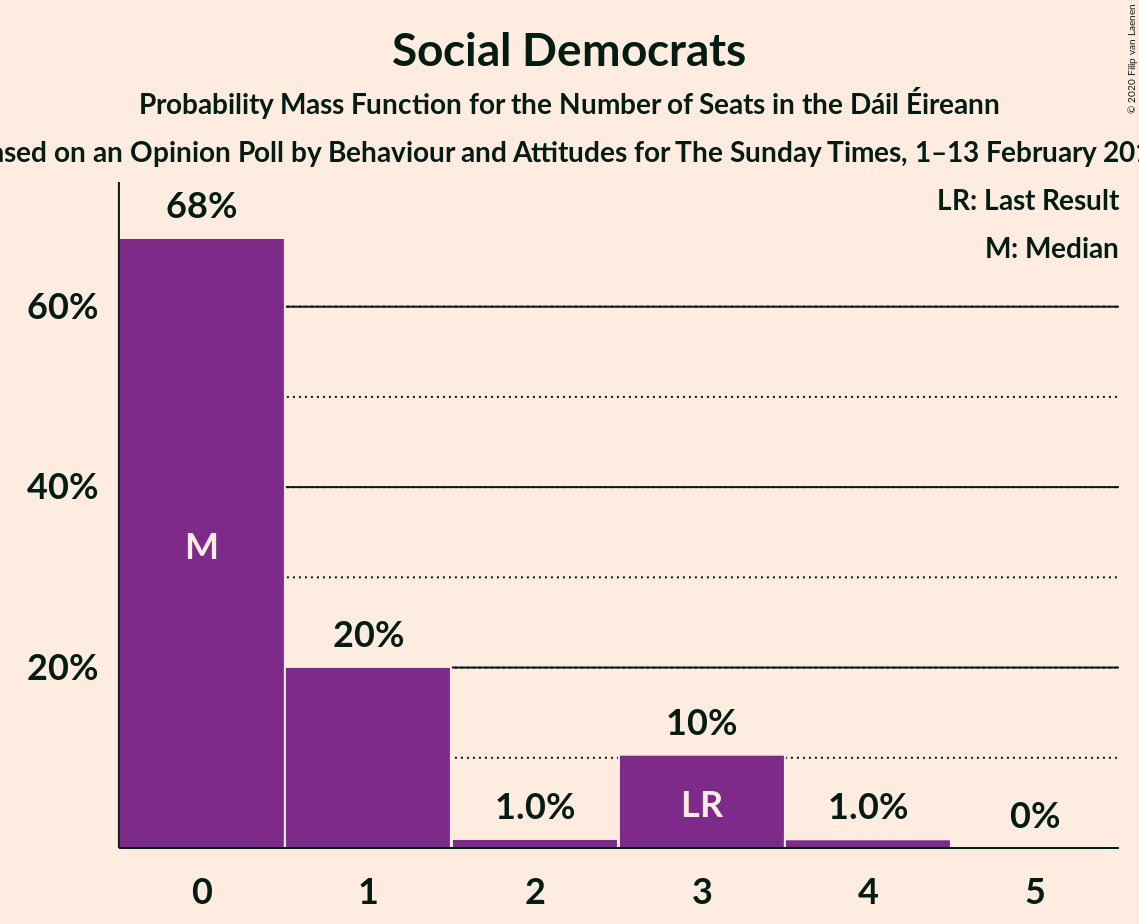 Social Democrats
Probability Mass Function for the Number of Seats in the Dáil Éireann
on an Opinion Poll by Behaviour and Attitudes for The Sunday Times, 1–13 February
LR: Last Result
M: Median
© 2020 Filip van Laenen
68%
60%
40%
20%
M
20%
1.0%
10%
LR
1.0%
0%
0 1 2 3 4 5